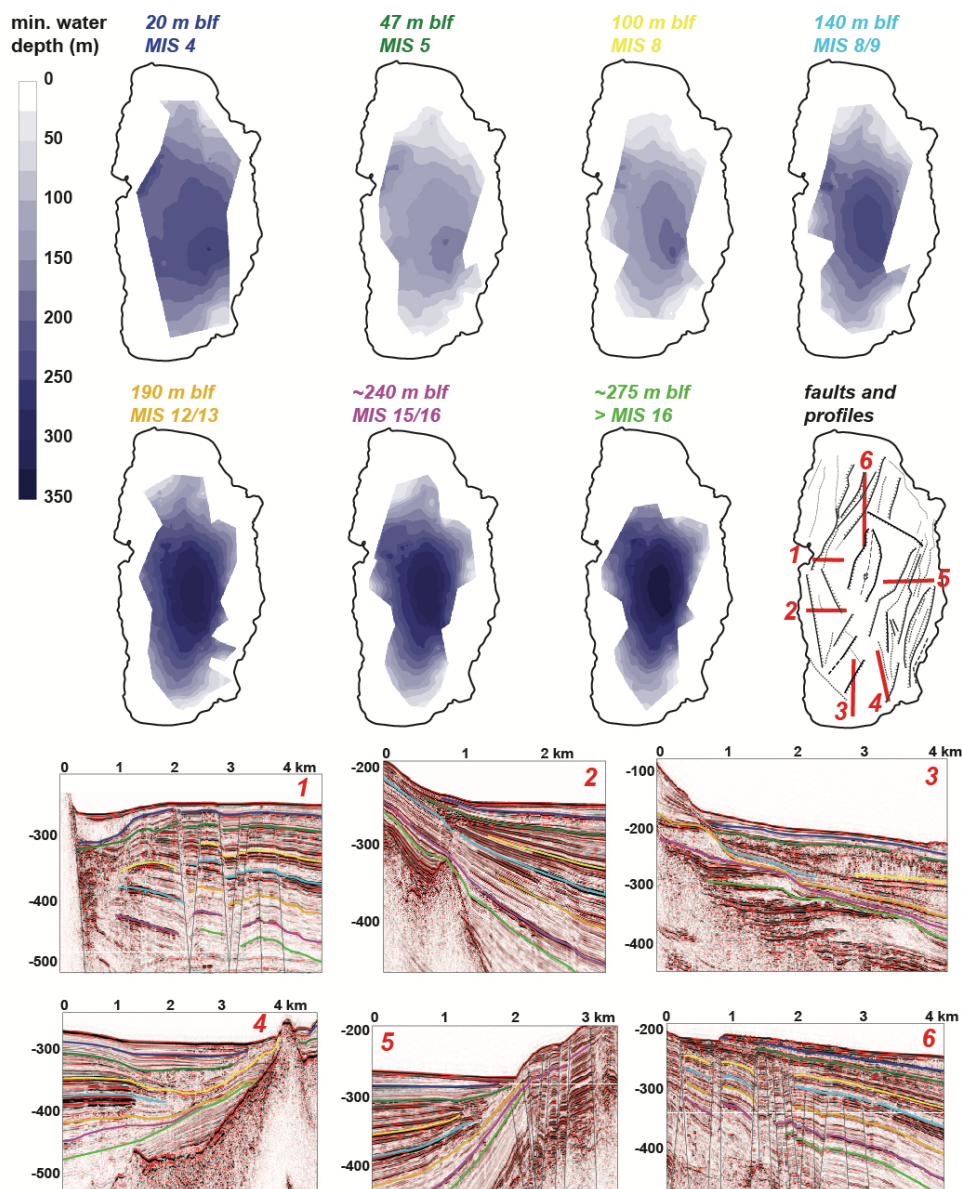 min. water
depth (m)
20 m blf
MIS 4
47 m blf
MIS 5
100 m blf
MIS 8
140 m blf
MIS 8/9
0
50
100
150
200
250
300
350
190 m blf
MIS 12/13
~240 m blf
MIS 15/16
~275 m blf
> MIS 16
faults and
profiles
6
1
5
2
3
4
0 1 2 3 4 km
1
-300
-400
-500
0 1 2 km
2
-200
-300
-400
0 1 2 3 4 km
3
-100
-200
-300
-400
0 1 2 3 4 km
4
-300
-400
-500
0 1 2 3 km
5
-200
-300
-400
0 1 2 3 4 km
6
-200
-300
-400